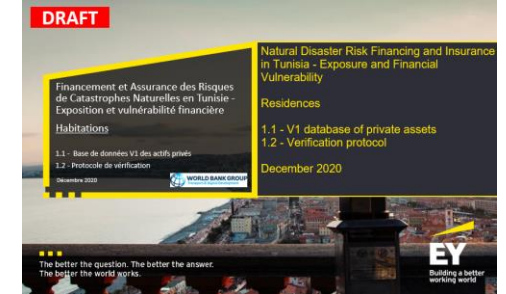 DRAFT
Financement et Assurance des Risques
de Catastrophes Naturelles en Tunisie -
Exposition et vulnérabilité financière
Habitations
1.1 - Base de données V1 des actifs privés
1.2 - Protocole de vérification
Décembre 2020
WORLD BANK GROUP
Natural Disaster Risk Financing and Insurance
in Tunisia - Exposure and Financial
Vulnerability
Residences
1.1 - V1 database of private assets
1.2 - Verification protocol
December 2020
The better the question. The better the answer.
The better the world works.
EY
Building a better
working world